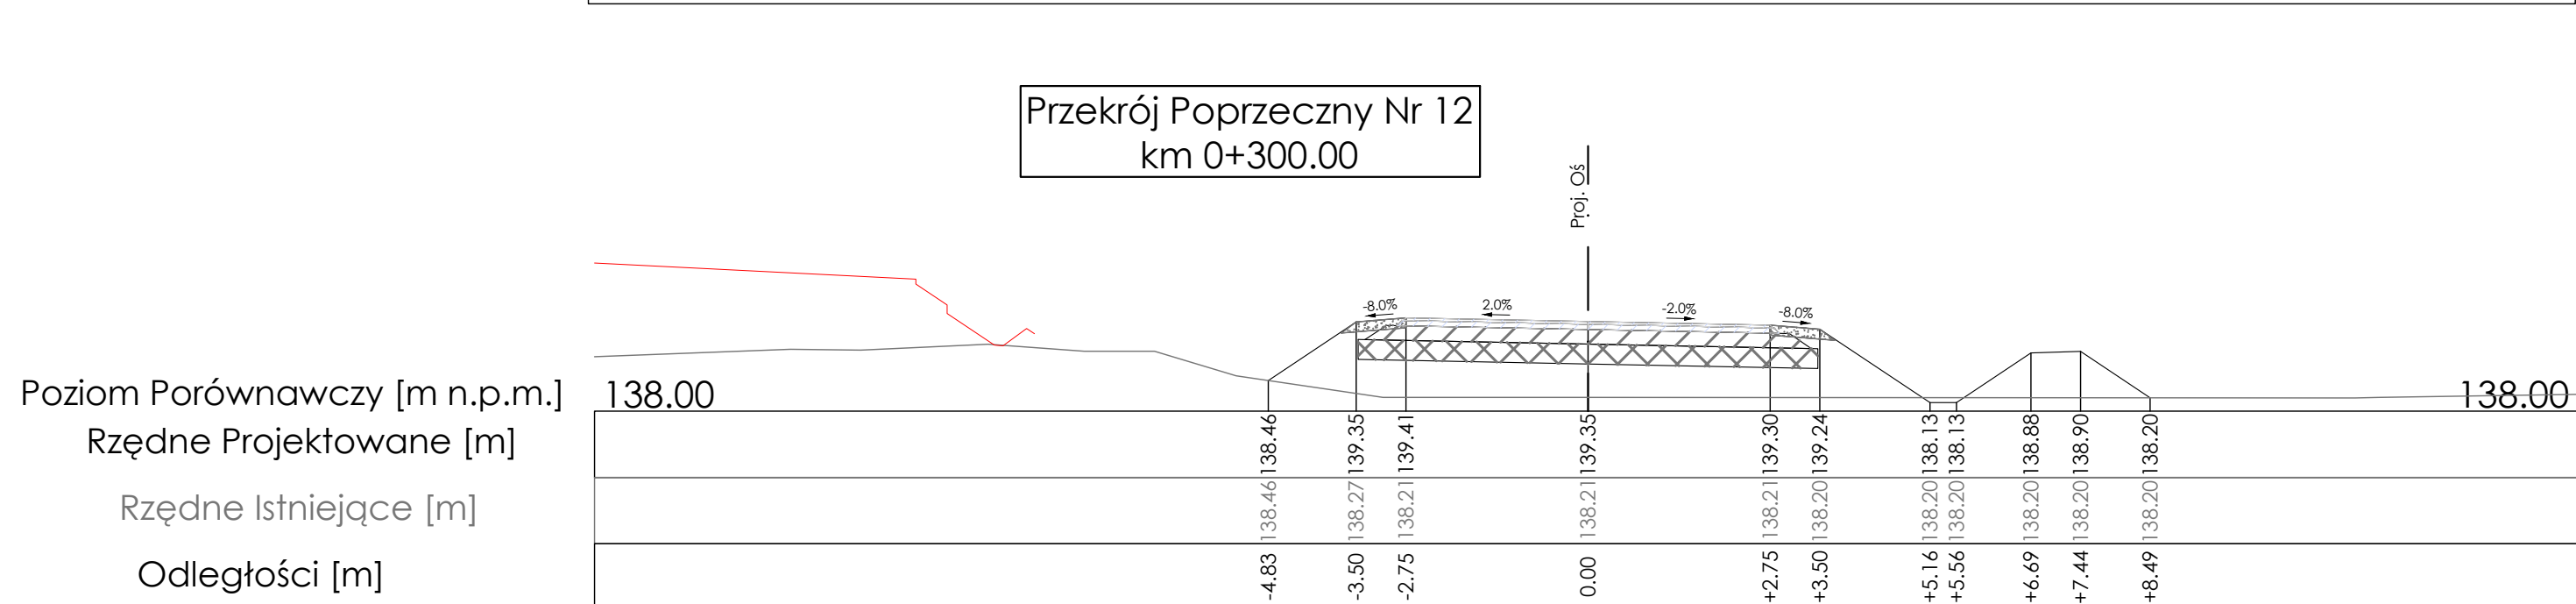 Przekrój Poprzeczny Nr 12
km 0+300.00
Proj. Oś
-8.0% 2.0% -2.0% -8.0%
Poziom Porównawczy [m n.p.m.] 138.00 138.00
Rzędne Projektowane [m] 138.46 139.35 139.41 139.35 139.30 139.24 138.13 138.13 138.88 138.90 138.20
Rzędne Istniejące [m] 138.46 138.27 138.21 138.21 138.21 138.20 138.20 138.20 138.20 138.20 138.20
Odległości [m] -4.83 -3.50 -2.75 0.00 +2.75 +3.50 +5.16 +5.56 +6.69 +7.44 +8.49